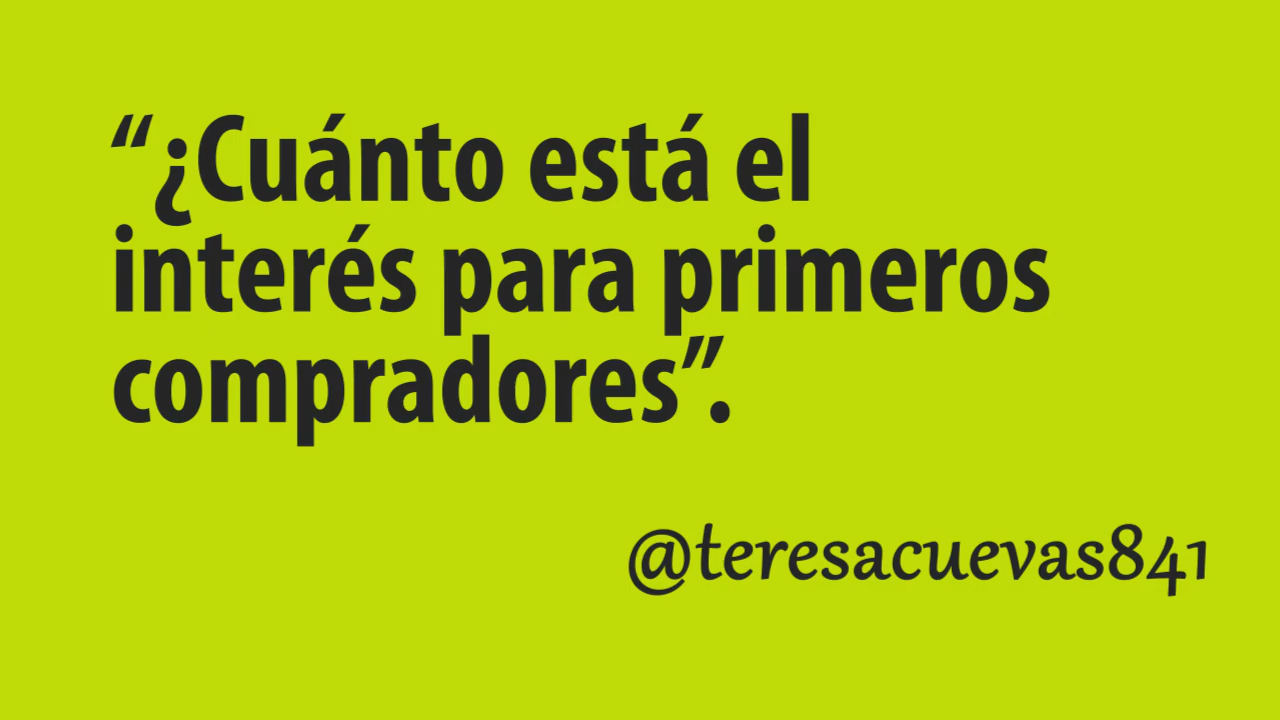 “¿Cuánto está el
interés para primeros
compradores”.
@teresacuevas841